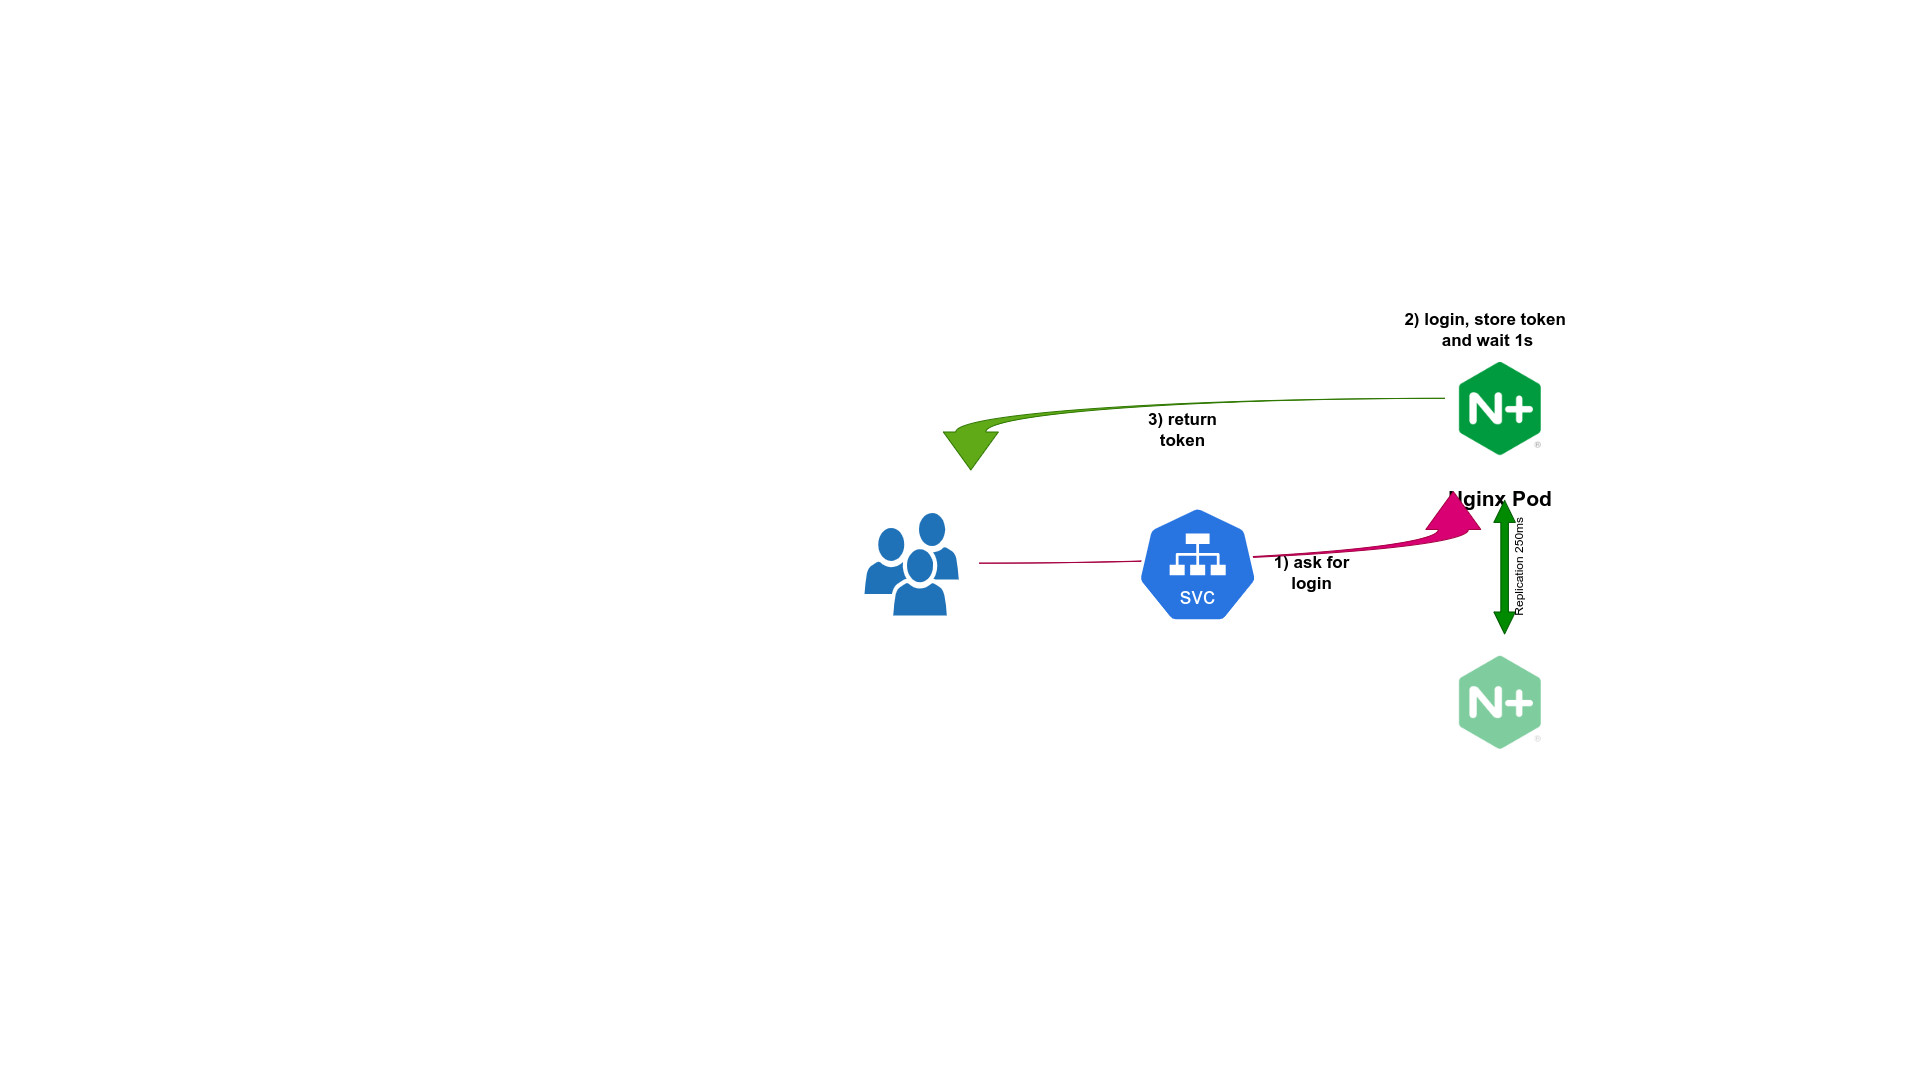 2) login, store token
and wait 1s
N+
®
3) return
token
Nginx Pod
1) ask for
login
svc
Replication 250ms
N+
®